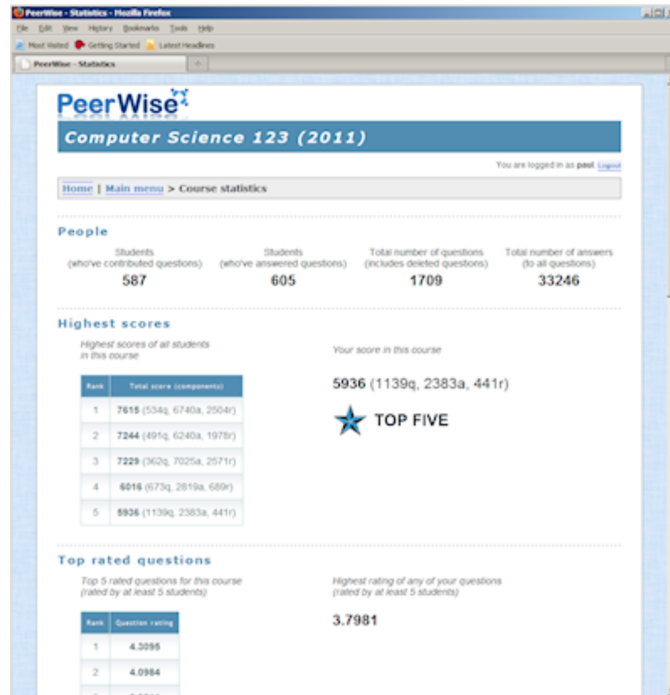 PeerWise - Statistics - Mozilla Firefox
File Edit View History Bookmarks Tools Help
Most Visited Getting Started Latest Headlines
PeerWise - Statistics
PeerWise
Computer Science 123 (2011)
You are logged in as paul Logout
Home | Main menu > Course statistics
People
Students (who've contributed questions) 587
Students (who've answered questions) 605
Total number of questions (includes deleted questions) 1709
Total number of answers (to all questions) 33246
Highest scores
Highest scores of all students
in this course
Rank Total score (components)
1 7615 (534q, 6740a, 2504r)
2 7244 (491q, 6240a, 1978r)
3 7229 (362q, 7025a, 2571r)
4 6016 (673q, 2819a, 689r)
5 5936 (1139q, 2383a, 441r)
Your score in this course
5936 (1139q, 2383a, 441r)
TOP FIVE
Top rated questions
Top 5 rated questions for this course
(rated by at least 5 students)
Rank Question rating
1 4.3095
2 4.0984
Highest rating of any of your questions
(rated by at least 5 students)
3.7981